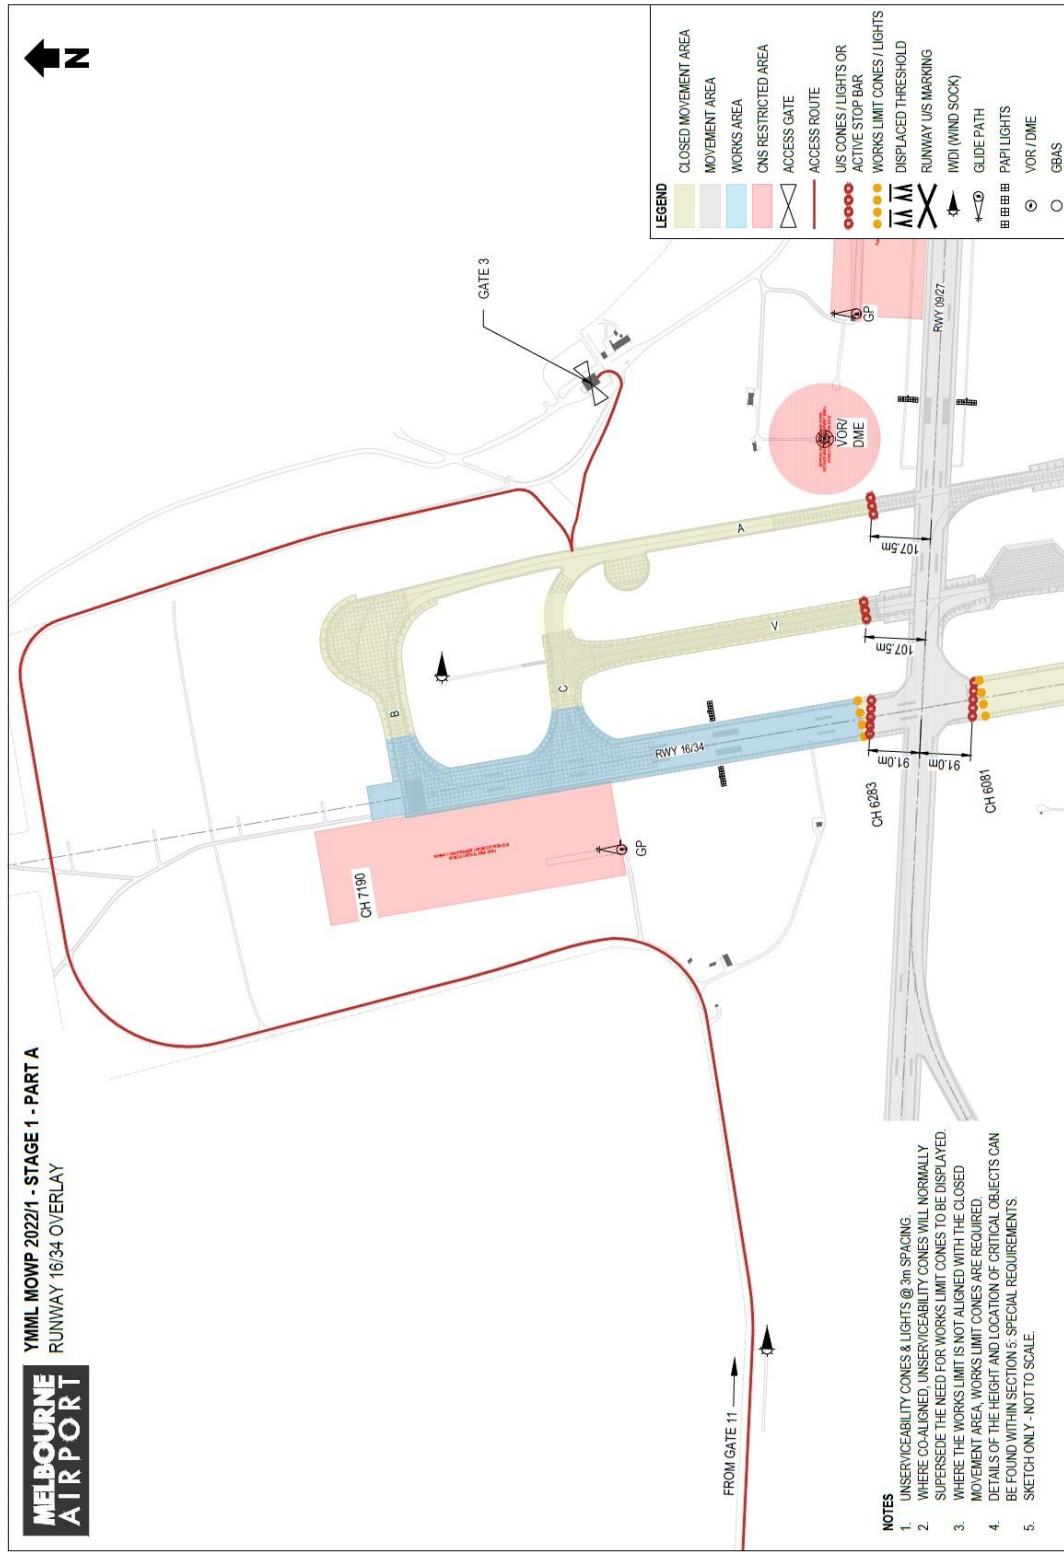 MELBOURNE
AIRPORT
YMML MOWP 2022/1 - STAGE 1 - PART A
RUNWAY 16/34 OVERLAY
N
FROM GATE 11
CH 7190
GP
B
C
RWY 16/34
V
A
GATE 3
VOR/
DME
GP
RWY 09/27
107.5m
107.5m
91.0m
91.0m
CH 6283
CH 6081
NOTES
1. UNSERVICEABILITY CONES & LIGHTS @ 3m SPACING.
2. WHERE CO-ALIGNED, UNSERVICEABILITY CONES WILL NORMALLY
SUPERSEDE THE NEED FOR WORKS LIMIT CONES TO BE DISPLAYED.
3. WHERE THE WORKS LIMIT IS NOT ALIGNED WITH THE CLOSED
MOVEMENT AREA, WORKS LIMIT CONES ARE REQUIRED.
4. DETAILS OF THE HEIGHT AND LOCATION OF CRITICAL OBJECTS CAN
BE FOUND WITHIN SECTION 5: SPECIAL REQUIREMENTS.
5. SKETCH ONLY - NOT TO SCALE.
LEGEND
CLOSED MOVEMENT AREA
MOVEMENT AREA
WORKS AREA
CNS RESTRICTED AREA
ACCESS GATE
ACCESS ROUTE
U/S CONES / LIGHTS OR
ACTIVE STOP BAR
WORKS LIMIT CONES / LIGHTS
DISPLACED THRESHOLD
RUNWAY U/S MARKING
IWDI (WIND SOCK)
GLIDE PATH
PAPI LIGHTS
VOR / DME
GBAS